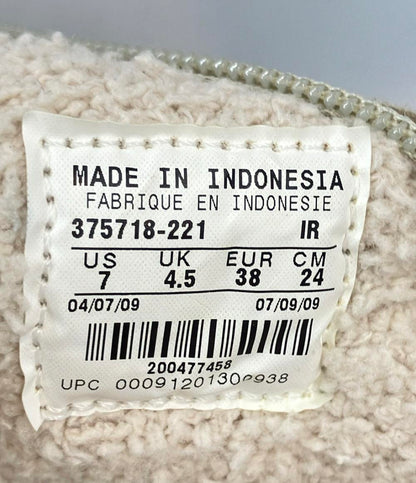 MADE IN INDONESIA
FABRIQUE EN INDONESIE
375718-221 IR
US UK EUR CM
7 4.5 38 24
04/07/09 07/09/09
200477458
UPC